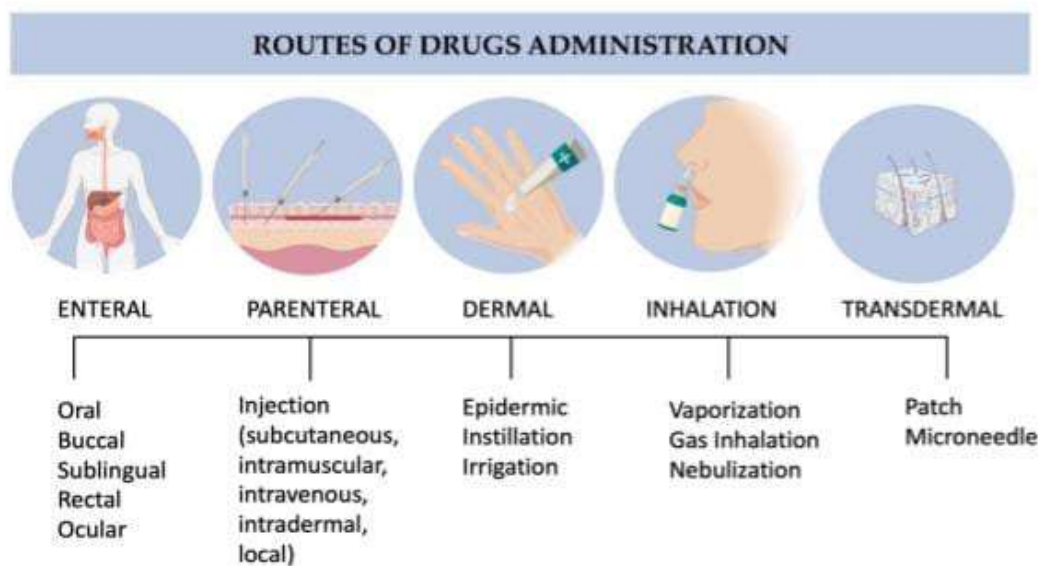 ROUTES OF DRUGS ADMINISTRATION
ENTERAL
PARENTERAL
DERMAL
INHALATION
TRANSDERMAL
Oral
Buccal
Sublingual
Rectal
Ocular
Injection
(subcutaneous,
intramuscular,
intravenous,
intradermal,
local)
Epidermic
Instillation
Irrigation
Vaporization
Gas Inhalation
Nebulization
Patch
Microneedle